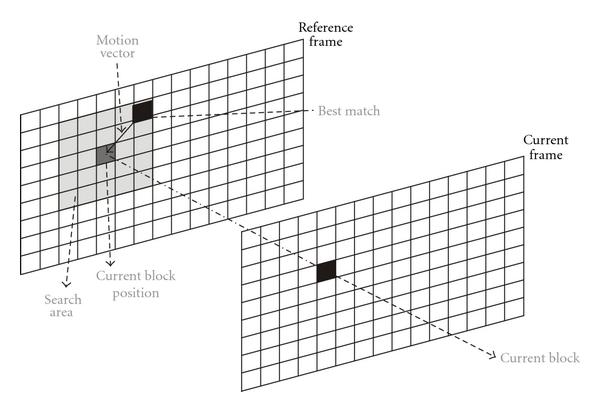 Reference
frame
Motion
vector
Best match
Current
frame
Current block
position
Search
area
Current block